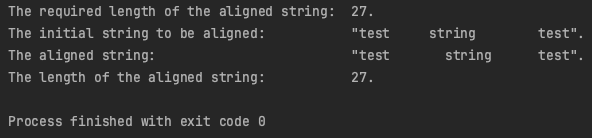 The required length of the aligned string:  27.
The initial string to be aligned:           "test     string        test".
The aligned string:                         "test       string      test".
The length of the aligned string:           27.
Process finished with exit code 0